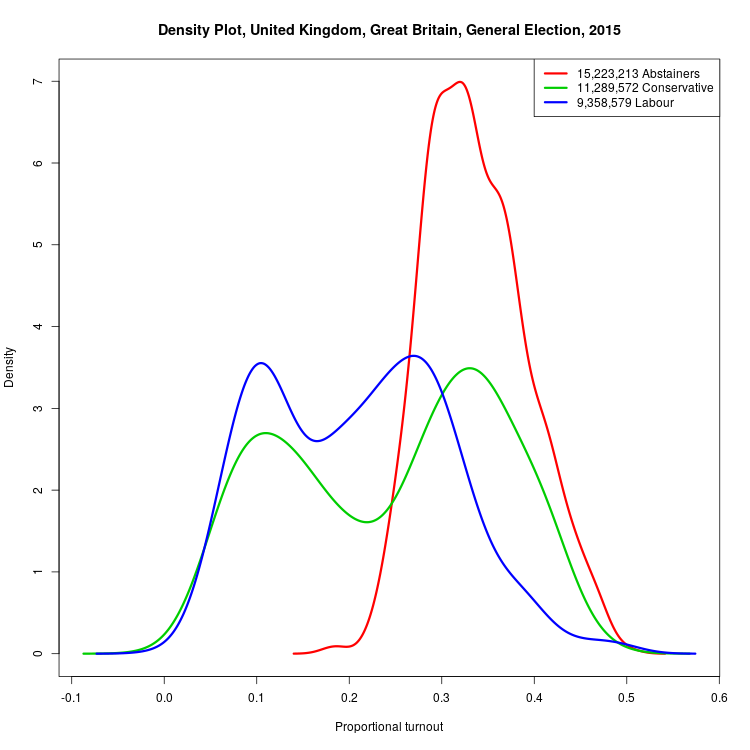 Density Plot, United Kingdom, Great Britain, General Election, 2015
15,223,213 Abstainers
11,289,572 Conservative
9,358,579 Labour
Density
7
6
5
4
3
2
1
0
-0.1 0.0 0.1 0.2 0.3 0.4 0.5 0.6
Proportional turnout